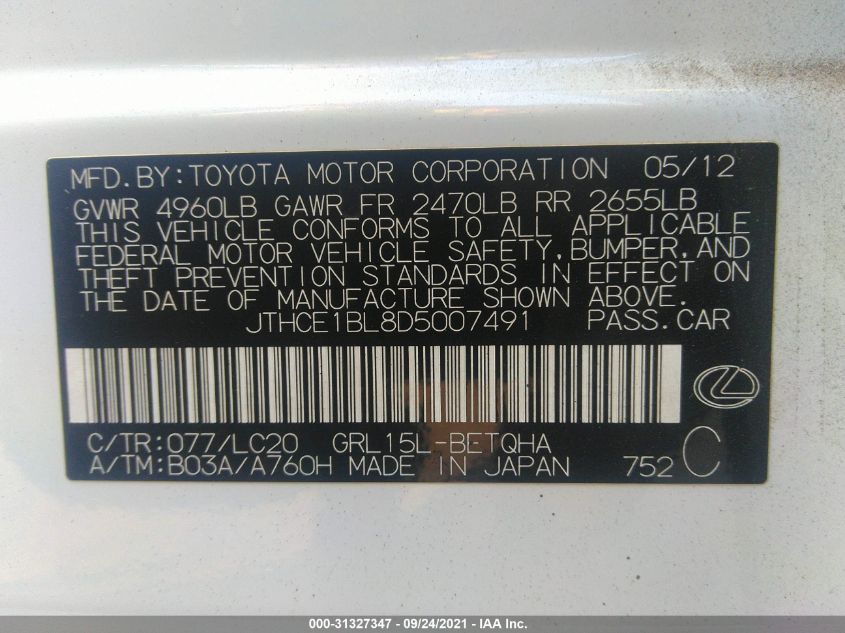 MFD.BY:TOYOTA MOTOR CORPORATION 05/12
GVWR 4960LB GAWR FR 2470LB RR 2655LB
THIS VEHICLE CONFORMS TO ALL APPLICABLE
FEDERAL MOTOR VEHICLE SAFETY,BUMPER,AND
THEFT PREVENTION STANDARDS IN EFFECT ON
THE DATE OF MANUFACTURE SHOWN ABOVE.
JTHCE1BL8D5007491 PASS.CAR
C/TR:077/LC20 GRL15L-BETQHA
A/TM:B03A/A760H MADE IN JAPAN 752 C
000-31327347 - 09/24/2021 - IAA Inc.